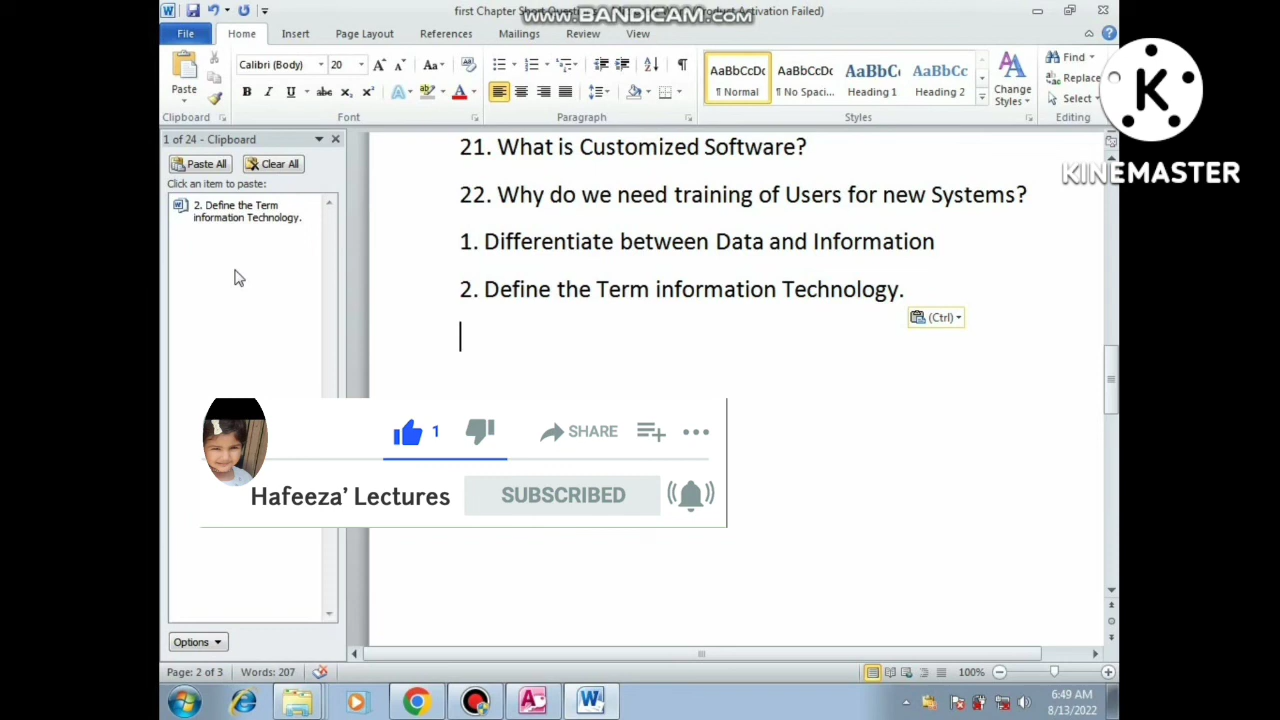 first Chapter Short Que
www.BANDICAM.com
Product Activation Failed)
File Home Insert Page Layout References Mailings Review View
Calibri (Body) 20
Paste
AaBbCcDc AaBbCcDc AaBbC AaBbCc
¶ Normal ¶ No Spaci... Heading 1 Heading 2
Change Styles
Find
Replace
Select
Clipboard Font Paragraph Styles Editing
K
KINEMASTER
1 of 24 - Clipboard
Paste All Clear All
Click an item to paste:
2. Define the Term
information Technology.
21. What is Customized Software?
22. Why do we need training of Users for new Systems?
1. Differentiate between Data and Information
2. Define the Term information Technology.
(Ctrl)
1 SHARE
Hafeeza' Lectures SUBSCRIBED
Options
Page: 2 of 3 Words: 207 100%
6:49 AM
8/13/2022